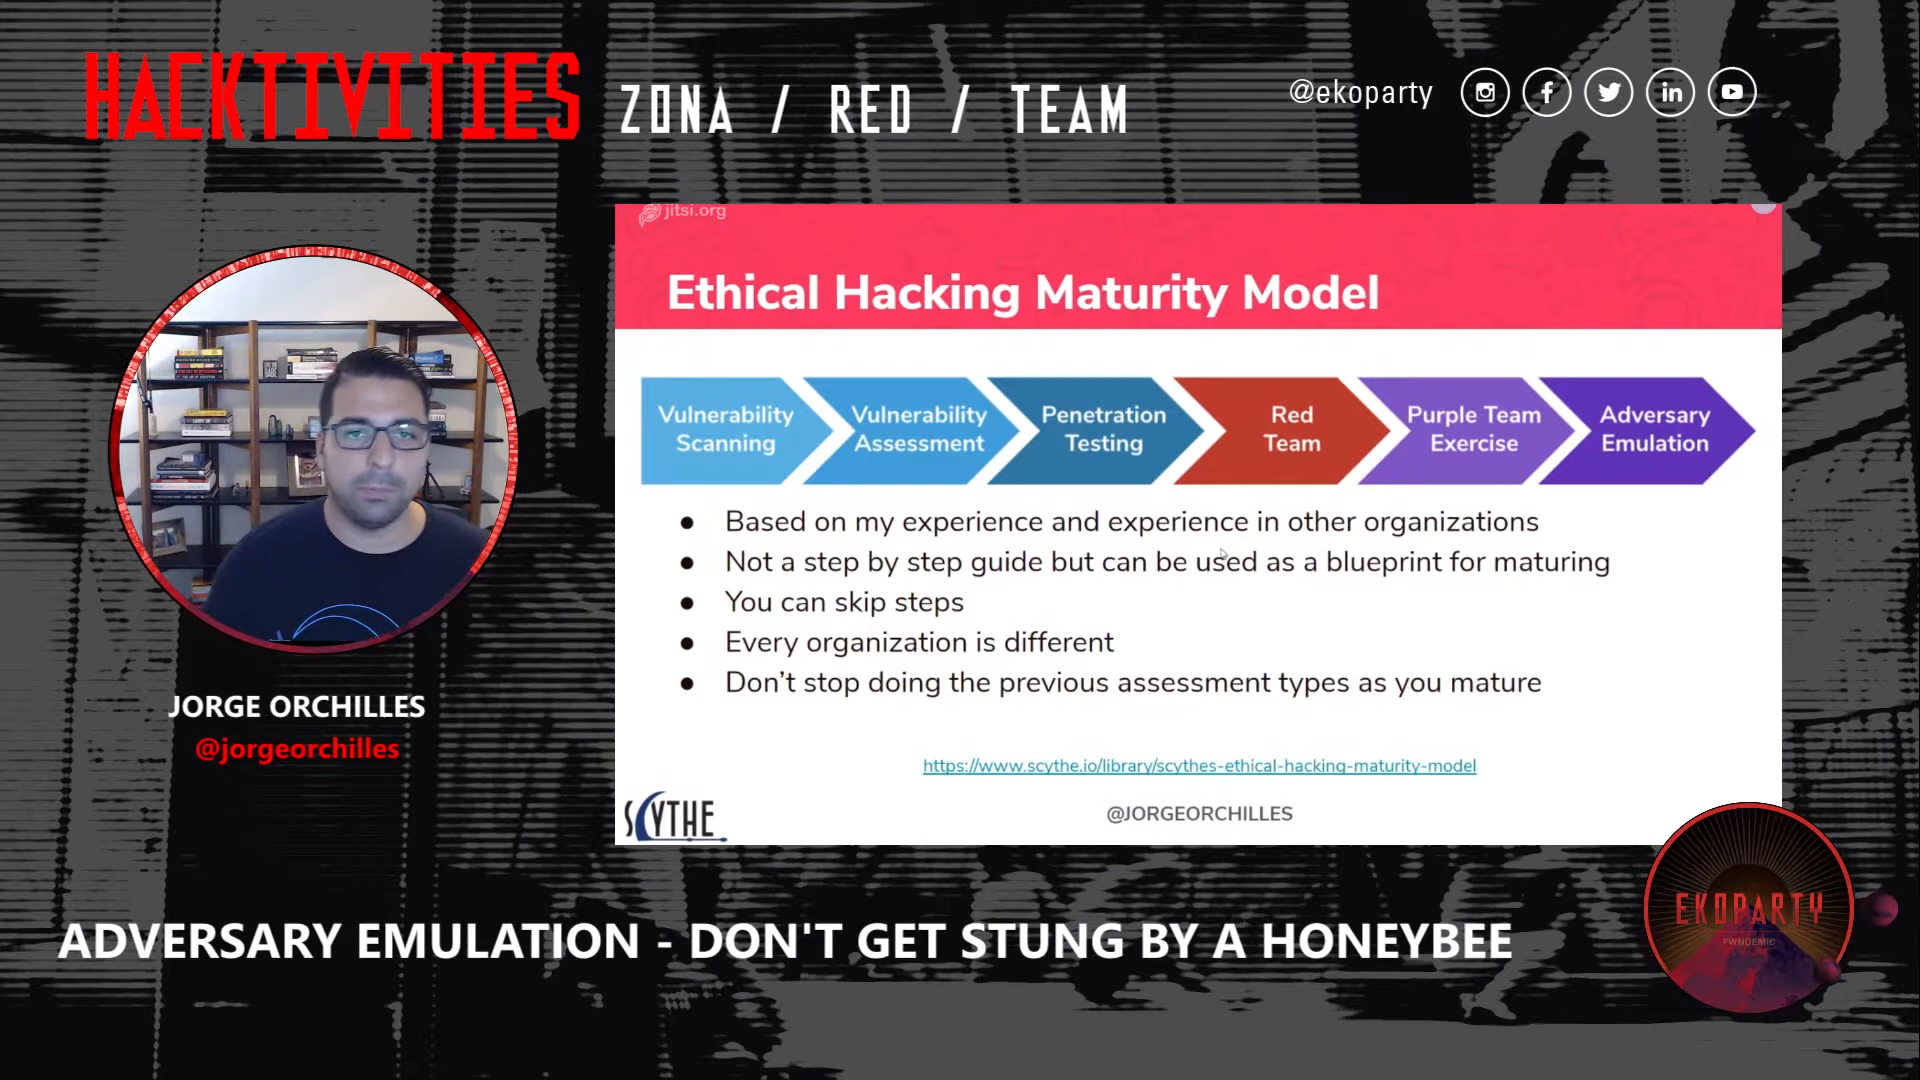 HACKTIVITIES
ZONA / RED / TEAM
@ekoparty
jitsi.org
Ethical Hacking Maturity Model
Vulnerability
Scanning
Vulnerability
Assessment
Penetration
Testing
Red
Team
Purple Team
Exercise
Adversary
Emulation
● Based on my experience and experience in other organizations
● Not a step by step guide but can be used as a blueprint for maturing
● You can skip steps
● Every organization is different
● Don't stop doing the previous assessment types as you mature
https://www.scythe.io/library/scythes-ethical-hacking-maturity-model
SCYTHE
@JORGEORCHILLES
JORGE ORCHILLES
@jorgeorchilles
ADVERSARY EMULATION - DON'T GET STUNG BY A HONEYBEE
EKOPARTY
PWNDEMIC